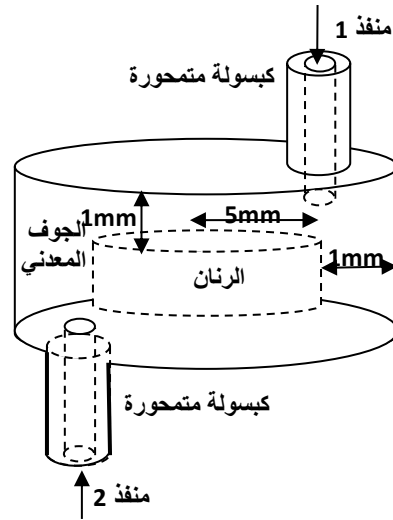 منفذ 1
كبسولة متمحورة
1mm
5mm
الجوف
المعدني
الرنان
1mm
كبسولة متمحورة
منفذ 2